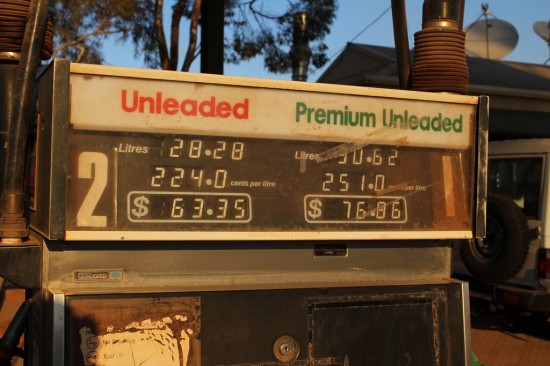 Unleaded
Premium Unleaded
Litres 28.28
Litres 30.62
224.0 cents per litre
251.0 per litre
$ 63.35
$ 76.86
2
1